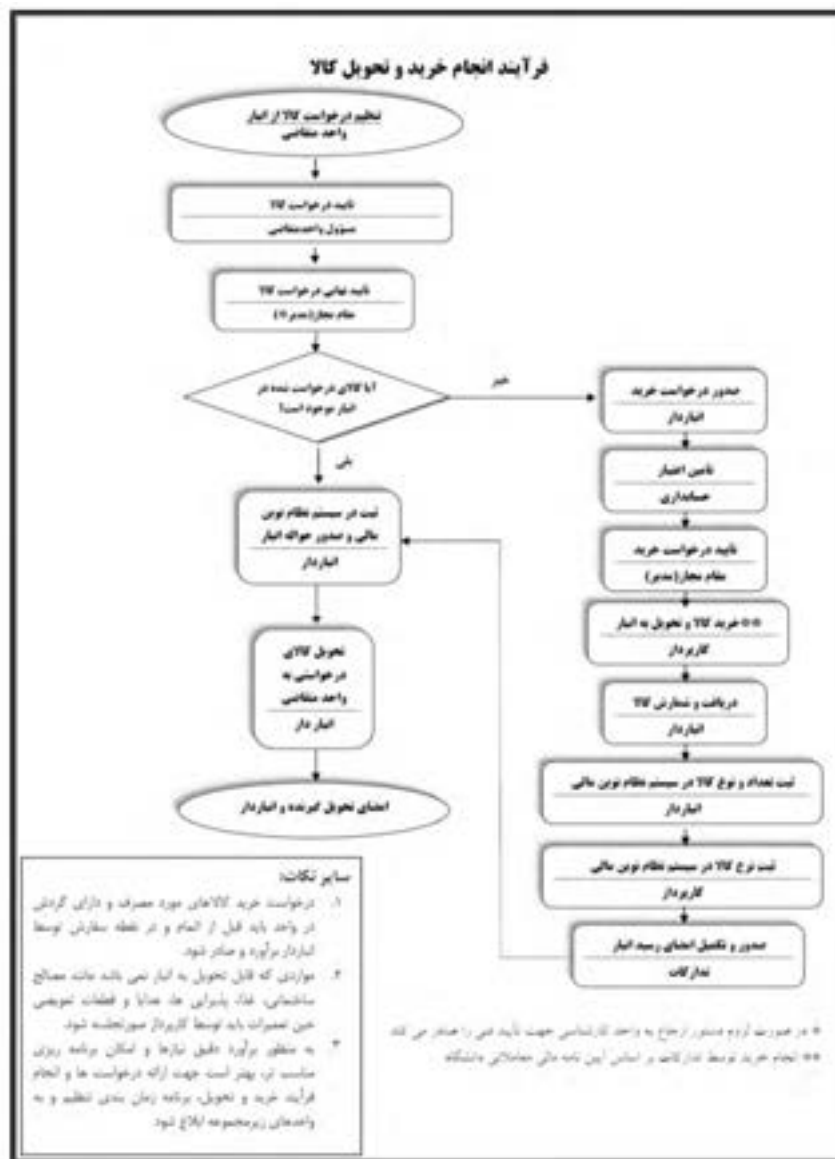 فرآیند انجام خرید و تحویل کالا
تنظیم درخواست کالا از انبار
واحد متقاضی
تایید درخواست کالا
مسؤول واحد متقاضی
تایید نهایی درخواست کالا
مقام مجاز(مدیر*)
آیا کالای درخواست شده در
انبار موجود است؟
خیر
بلی
ثبت در سیستم نظام نوین
مالی و صدور حواله انبار
انباردار
تحویل کالای
درخواستی به
واحد متقاضی
انبار دار
امضای تحویل گیرنده و انباردار
صدور درخواست خرید
انباردار
تأمین اعتبار
حسابداری
تأیید درخواست خرید
مقام مجاز(مدیر)
**خرید کالا و تحویل به انبار
کارپرداز
دریافت و شمارش کالا
انباردار
ثبت تعداد و نوع کالا در سیستم نظام نوین مالی
انباردار
ثبت نرخ کالا در سیستم نظام نوین مالی
کارپرداز
صدور و تکمیل امضای رسید انبار
تدارکات
سایر نکات:
۱. درخواست خرید کالاهای مورد مصرف و دارای گردش
در واحد باید قبل از اتمام و در نقطه سفارش توسط
انباردار برآورد و صادر شود.
۲. مواردی که قابل تحویل به انبار نمی باشد مانند مصالح
ساختمانی، غذا، پذیرایی ها، هدایا و قطعات تعویضی
حین تعمیرات باید توسط کارپرداز صورتجلسه شود.
۳. به منظور برآورد دقیق نیازها و امکان برنامه ریزی
مناسب تر، بهتر است جهت ارائه درخواست ها و انجام
فرآیند خرید و تحویل، برنامه زمان بندی تنظیم و به
واحدهای زیرمجموعه ابلاغ شود.
* در صورت لزوم دستور ارجاع به واحد کارشناسی جهت تأیید فنی را صادر می کند
** انجام خرید توسط تدارکات بر اساس آیین نامه مالی معاملاتی دانشگاه